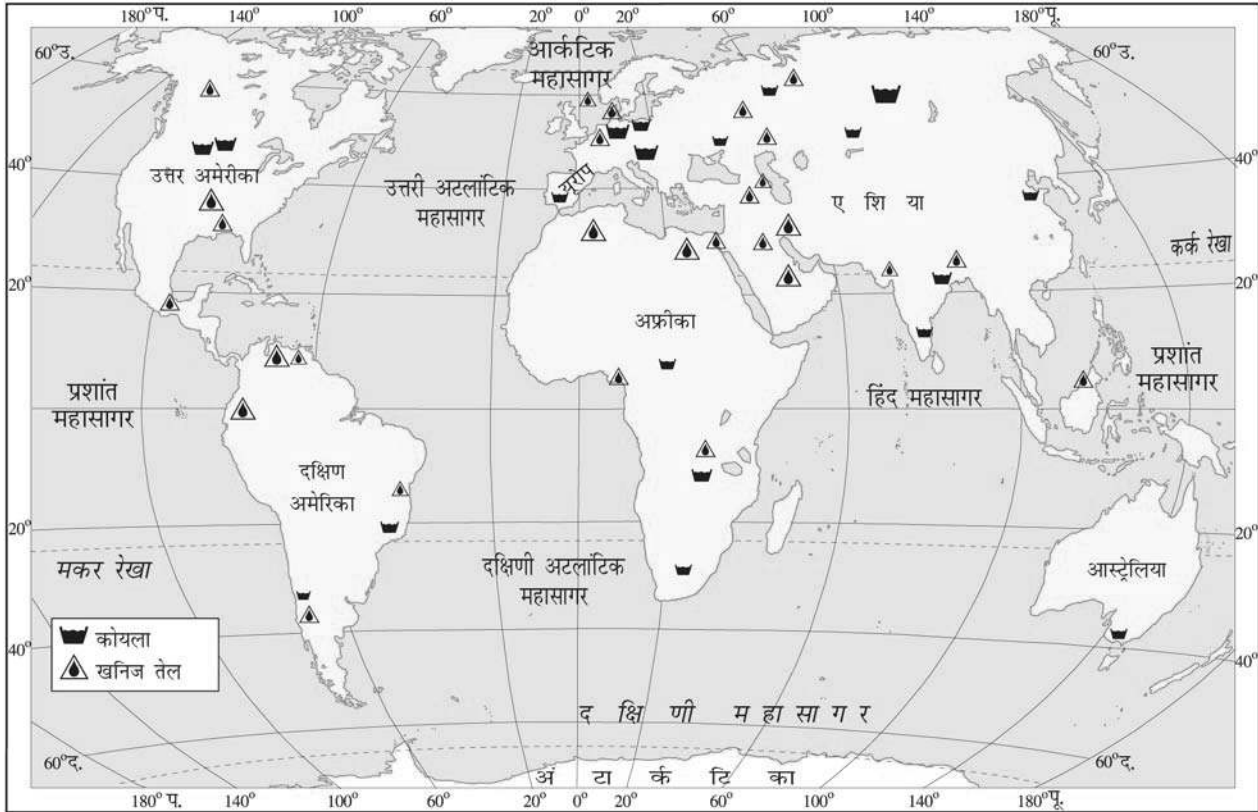 180° प. 140° 100° 60° 20° 0° 20° 60° 100° 140° 180° पू.
60° उ.
60° उ.
आर्कटिक
महासागर
40°
40°
उत्तर अमेरीका
यूरोप
उत्तरी अटलांटिक
महासागर
ए शि या
कर्क रेखा
20°
20°
अफ्रीका
प्रशांत
महासागर
हिंद महासागर
प्रशांत
महासागर
दक्षिण
अमेरिका
20°
20°
मकर रेखा
दक्षिणी अटलांटिक
महासागर
आस्ट्रेलिया
कोयला
खनिज तेल
40°
40°
द क्षि णी म हा सा ग र
60° द.
60° द.
अं टा र्क टि का
180° प. 140° 100° 60° 20° 0° 20° 60° 100° 140° 180° पू.